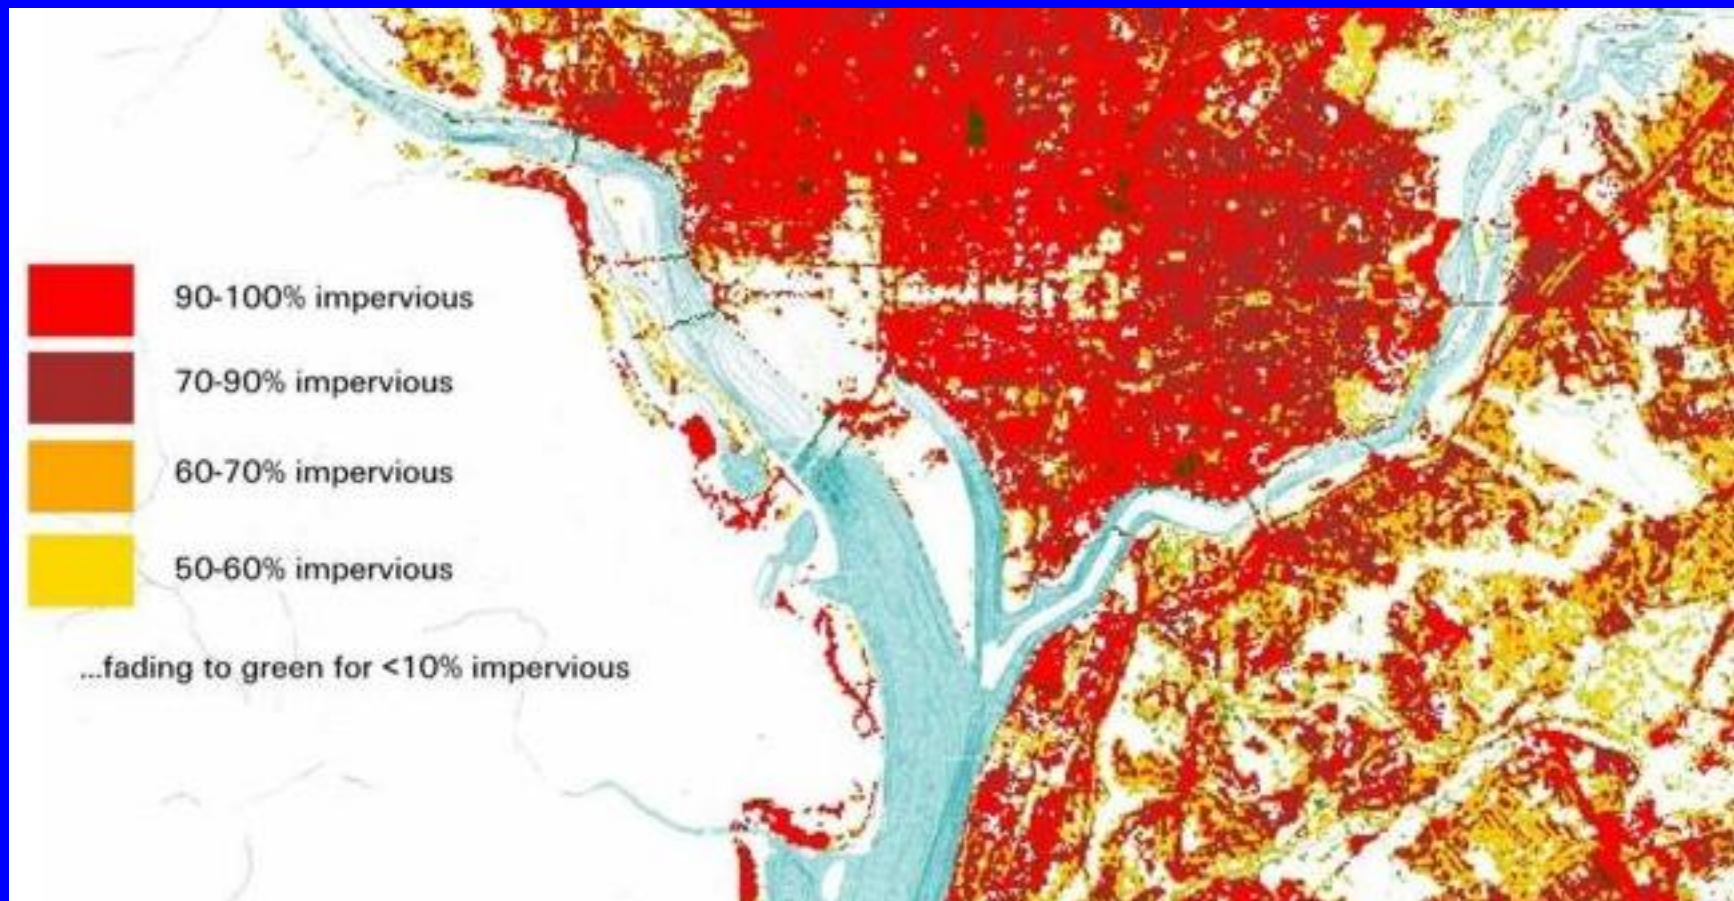 90-100% impervious
70-90% impervious
60-70% impervious
50-60% impervious
...fading to green for <10% impervious